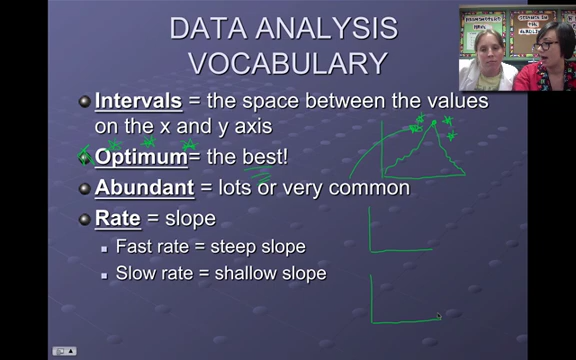 DATA ANALYSIS
VOCABULARY
Intervals = the space between the values
on the x and y axis
Optimum= the best!
Abundant = lots or very common
Rate = slope
Fast rate = steep slope
Slow rate = shallow slope